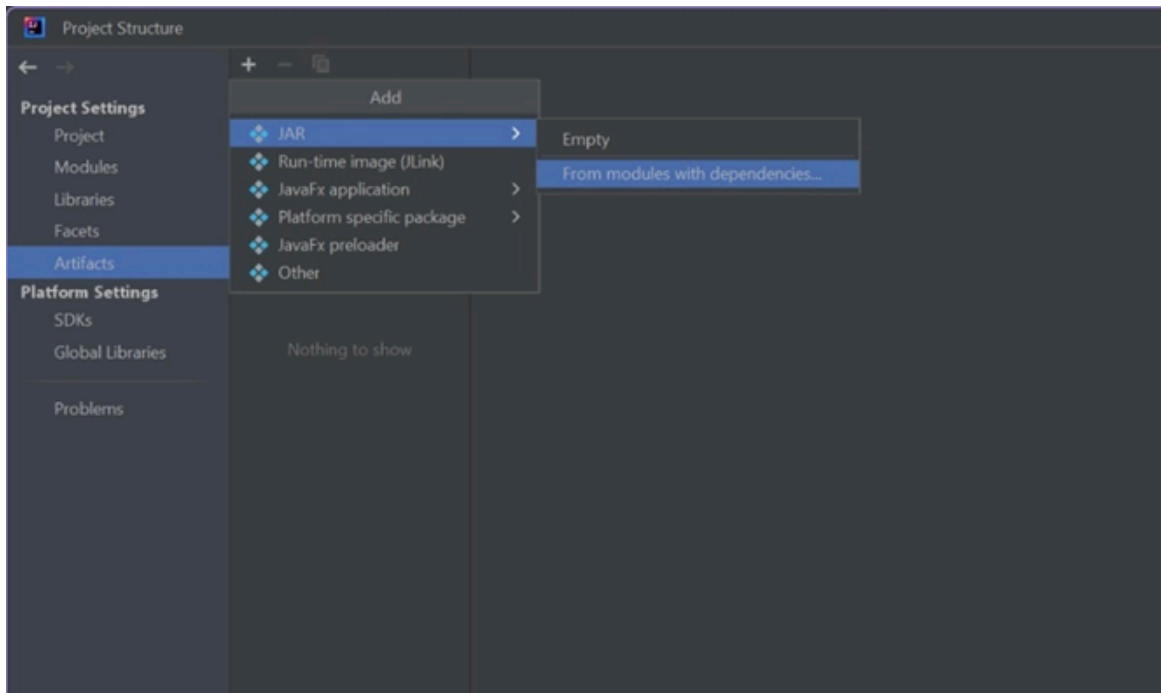 Project Structure
Project Settings
Project
Modules
Libraries
Facets
Artifacts
Platform Settings
SDKs
Global Libraries
Problems
Add
JAR
Run-time image (JLink)
JavaFx application
Platform specific package
JavaFx preloader
Other
Nothing to show
Empty
From modules with dependencies...